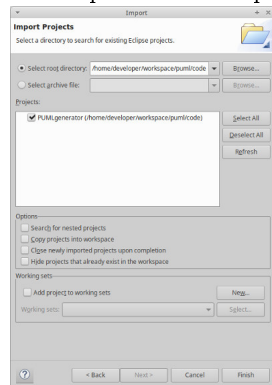 Import
Import Projects
Select a directory to search for existing Eclipse projects.
Select root directory: /home/developer/workspace/puml/code Browse...
Select archive file: Browse...
Projects:
PUMLgenerator (/home/developer/workspace/puml/code) Select All
Deselect All
Refresh
Options
Search for nested projects
Copy projects into workspace
Close newly imported projects upon completion
Hide projects that already exist in the workspace
Working sets
Add project to working sets New...
Working sets: Select...
? < Back Next > Cancel Finish